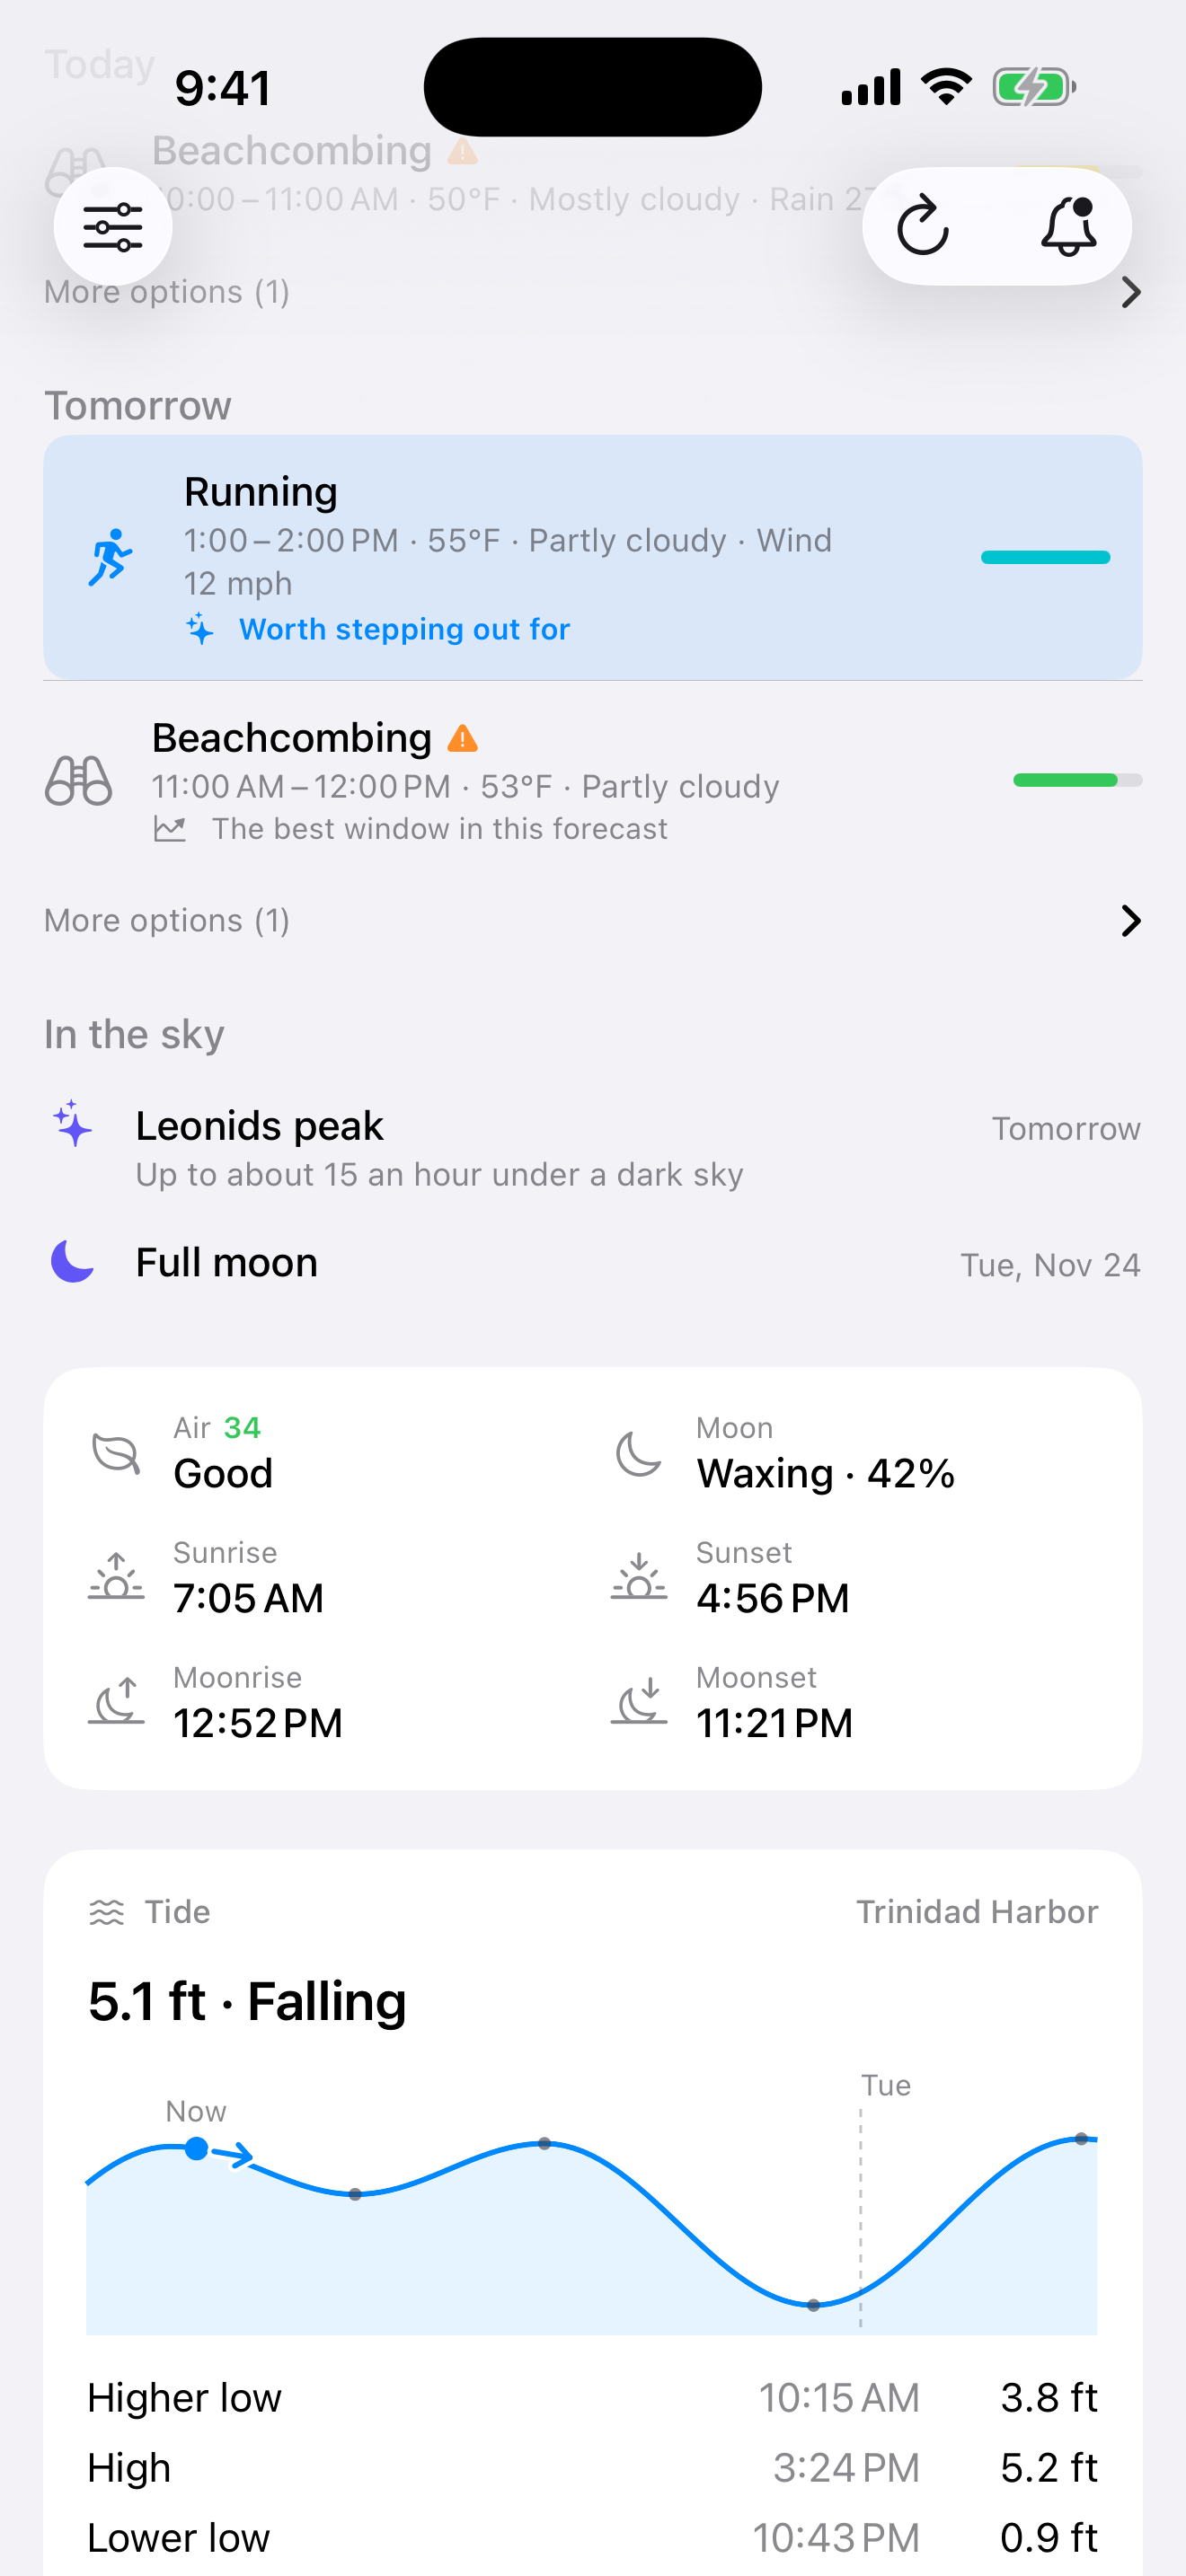 Today
9:41
Beachcombing
0:00 – 11:00 AM · 50°F · Mostly cloudy · Rain 2
More options (1)
Tomorrow
Running
1:00 – 2:00 PM · 55°F · Partly cloudy · Wind
12 mph
Worth stepping out for
Beachcombing
11:00 AM – 12:00 PM · 53°F · Partly cloudy
The best window in this forecast
More options (1)
In the sky
Leonids peak
Tomorrow
Up to about 15 an hour under a dark sky
Full moon
Tue, Nov 24
Air 34
Good
Moon
Waxing · 42%
Sunrise
7:05 AM
Sunset
4:56 PM
Moonrise
12:52 PM
Moonset
11:21 PM
Tide
Trinidad Harbor
5.1 ft · Falling
Tue
Now
Higher low 10:15 AM 3.8 ft
High 3:24 PM 5.2 ft
Lower low 10:43 PM 0.9 ft